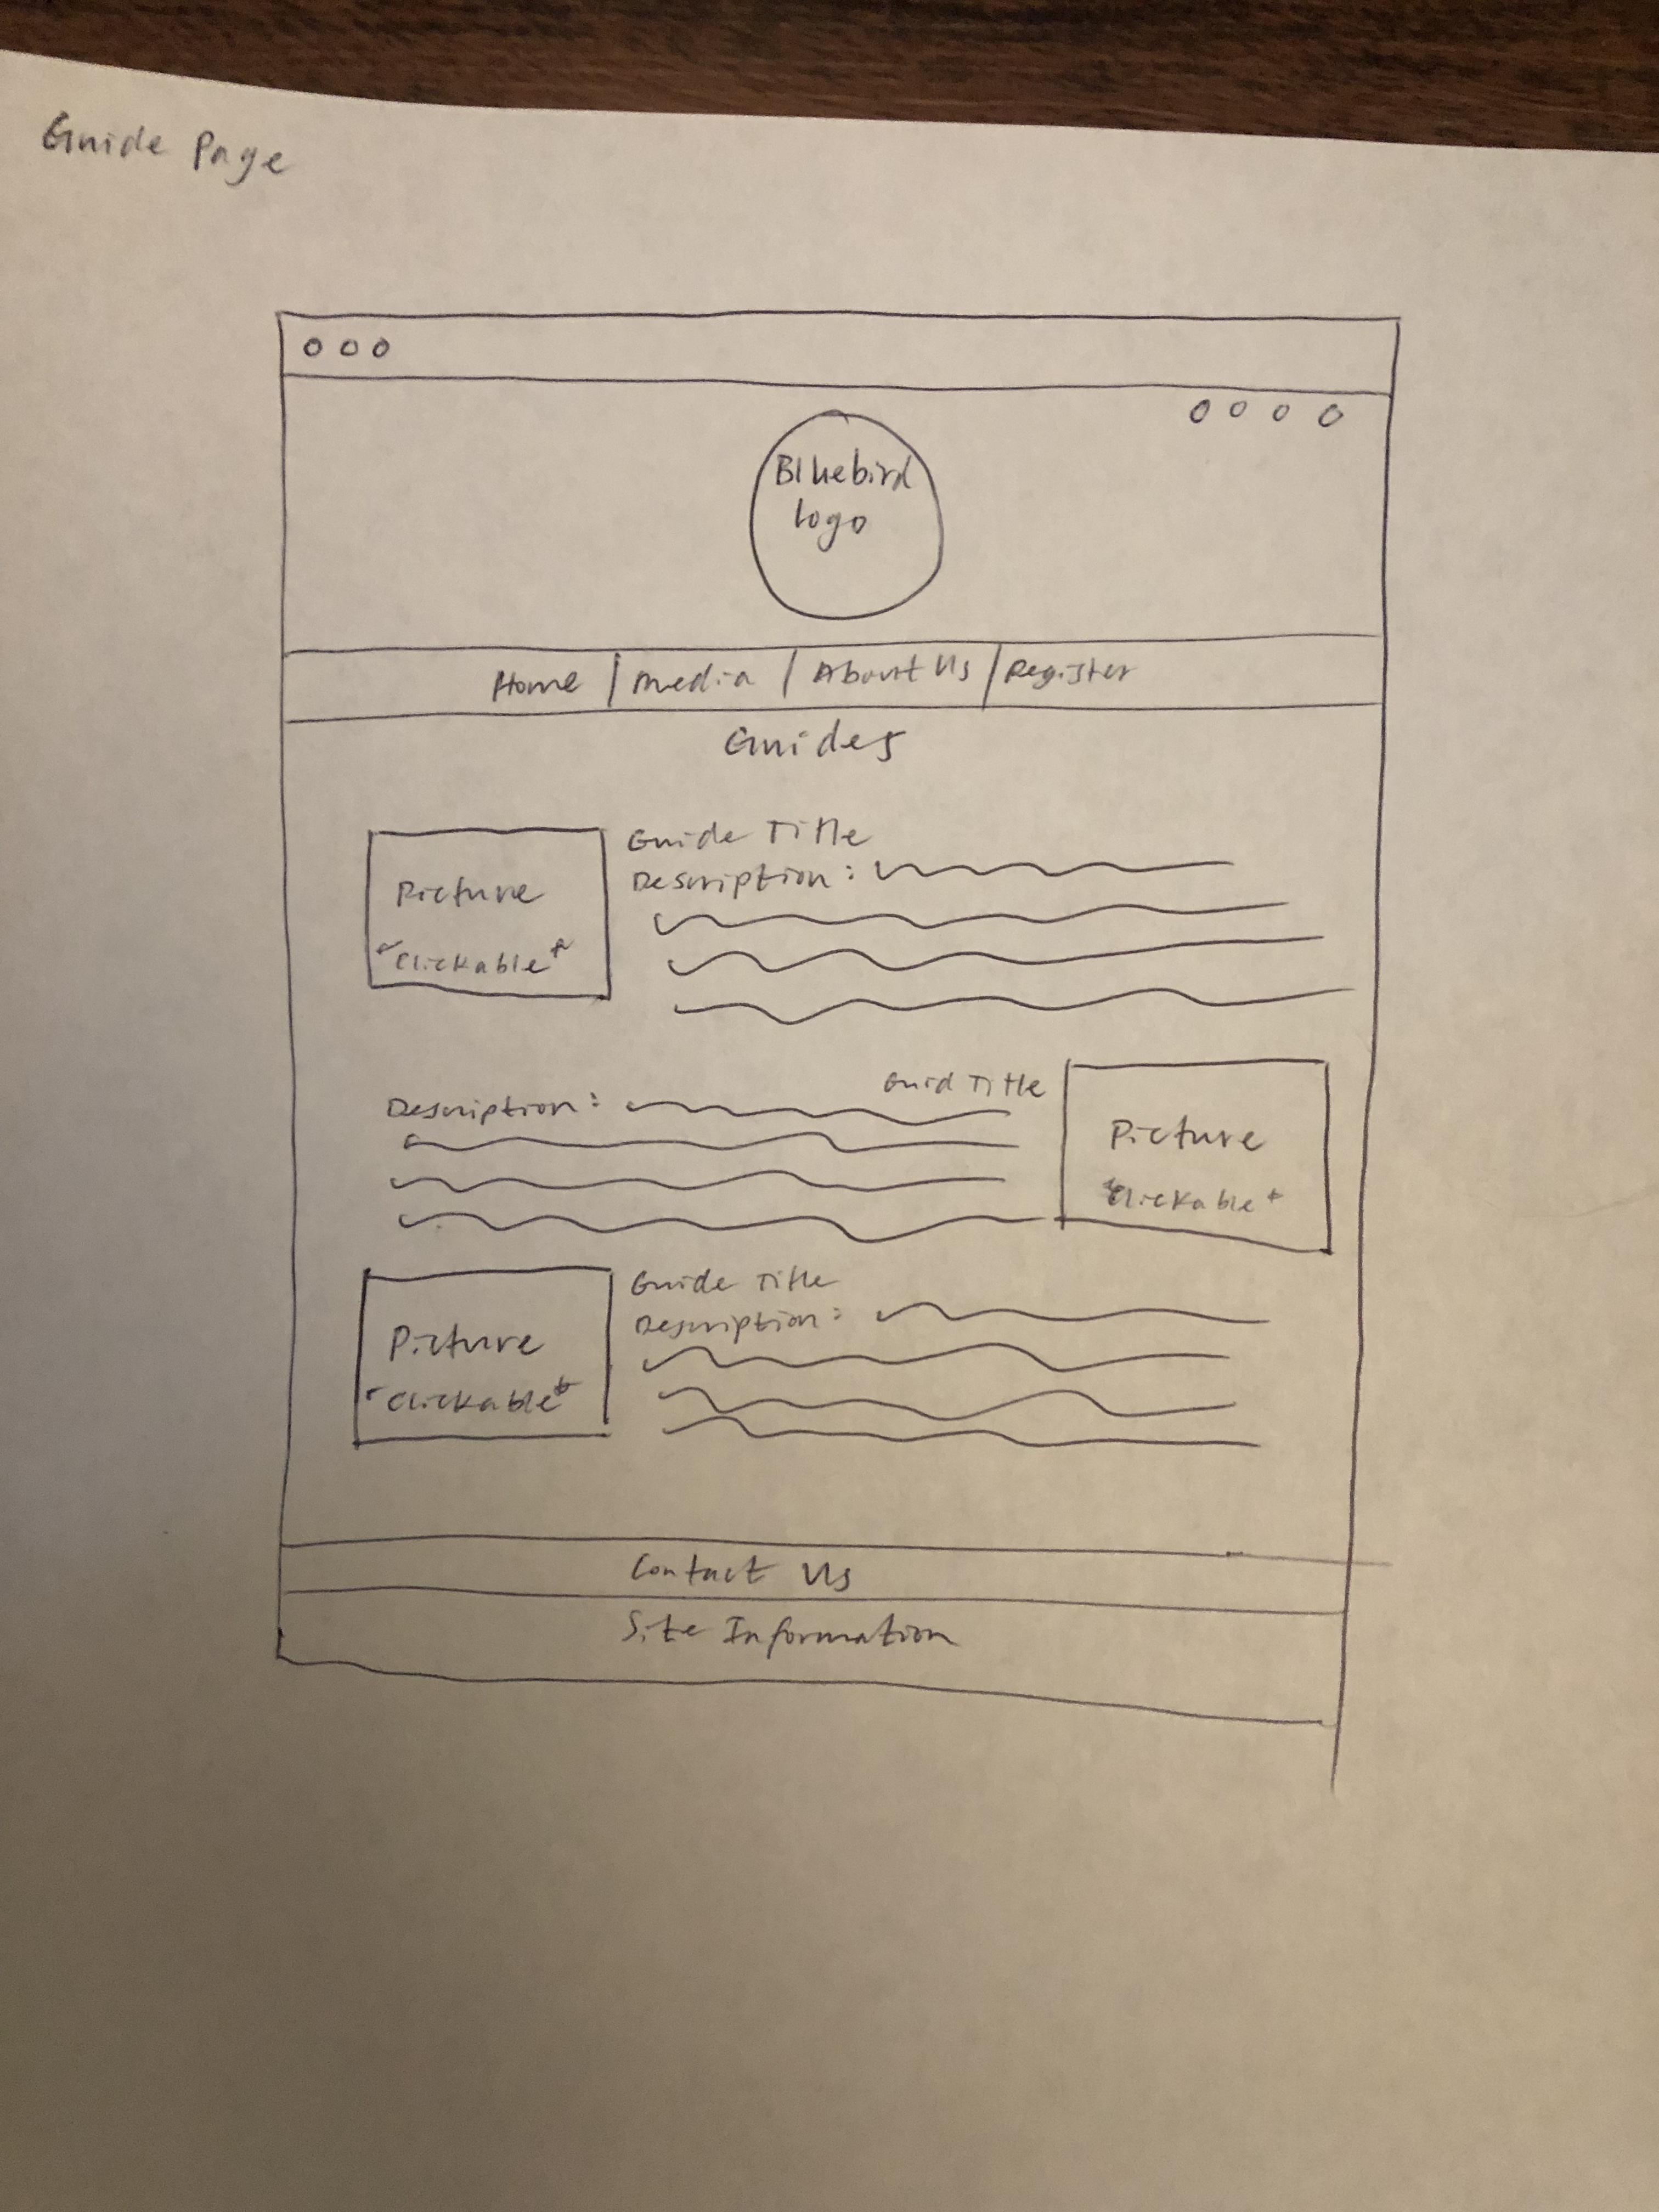 Guide Page
Bluebird
logo
Home | Media | About Us | Register
Guides
Guide Title
Description:
Picture
*Clickable*
Guid Title
Description:
Picture
*Clickable*
Guide Title
Description:
Picture
*Clickable*
Contact Us
Site Information